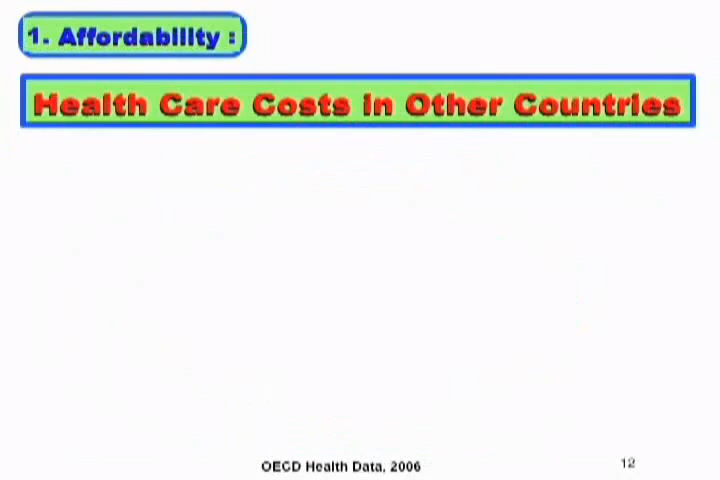 1. Affordability :
Health Care Costs in Other Countries
OECD Health Data, 2006
12